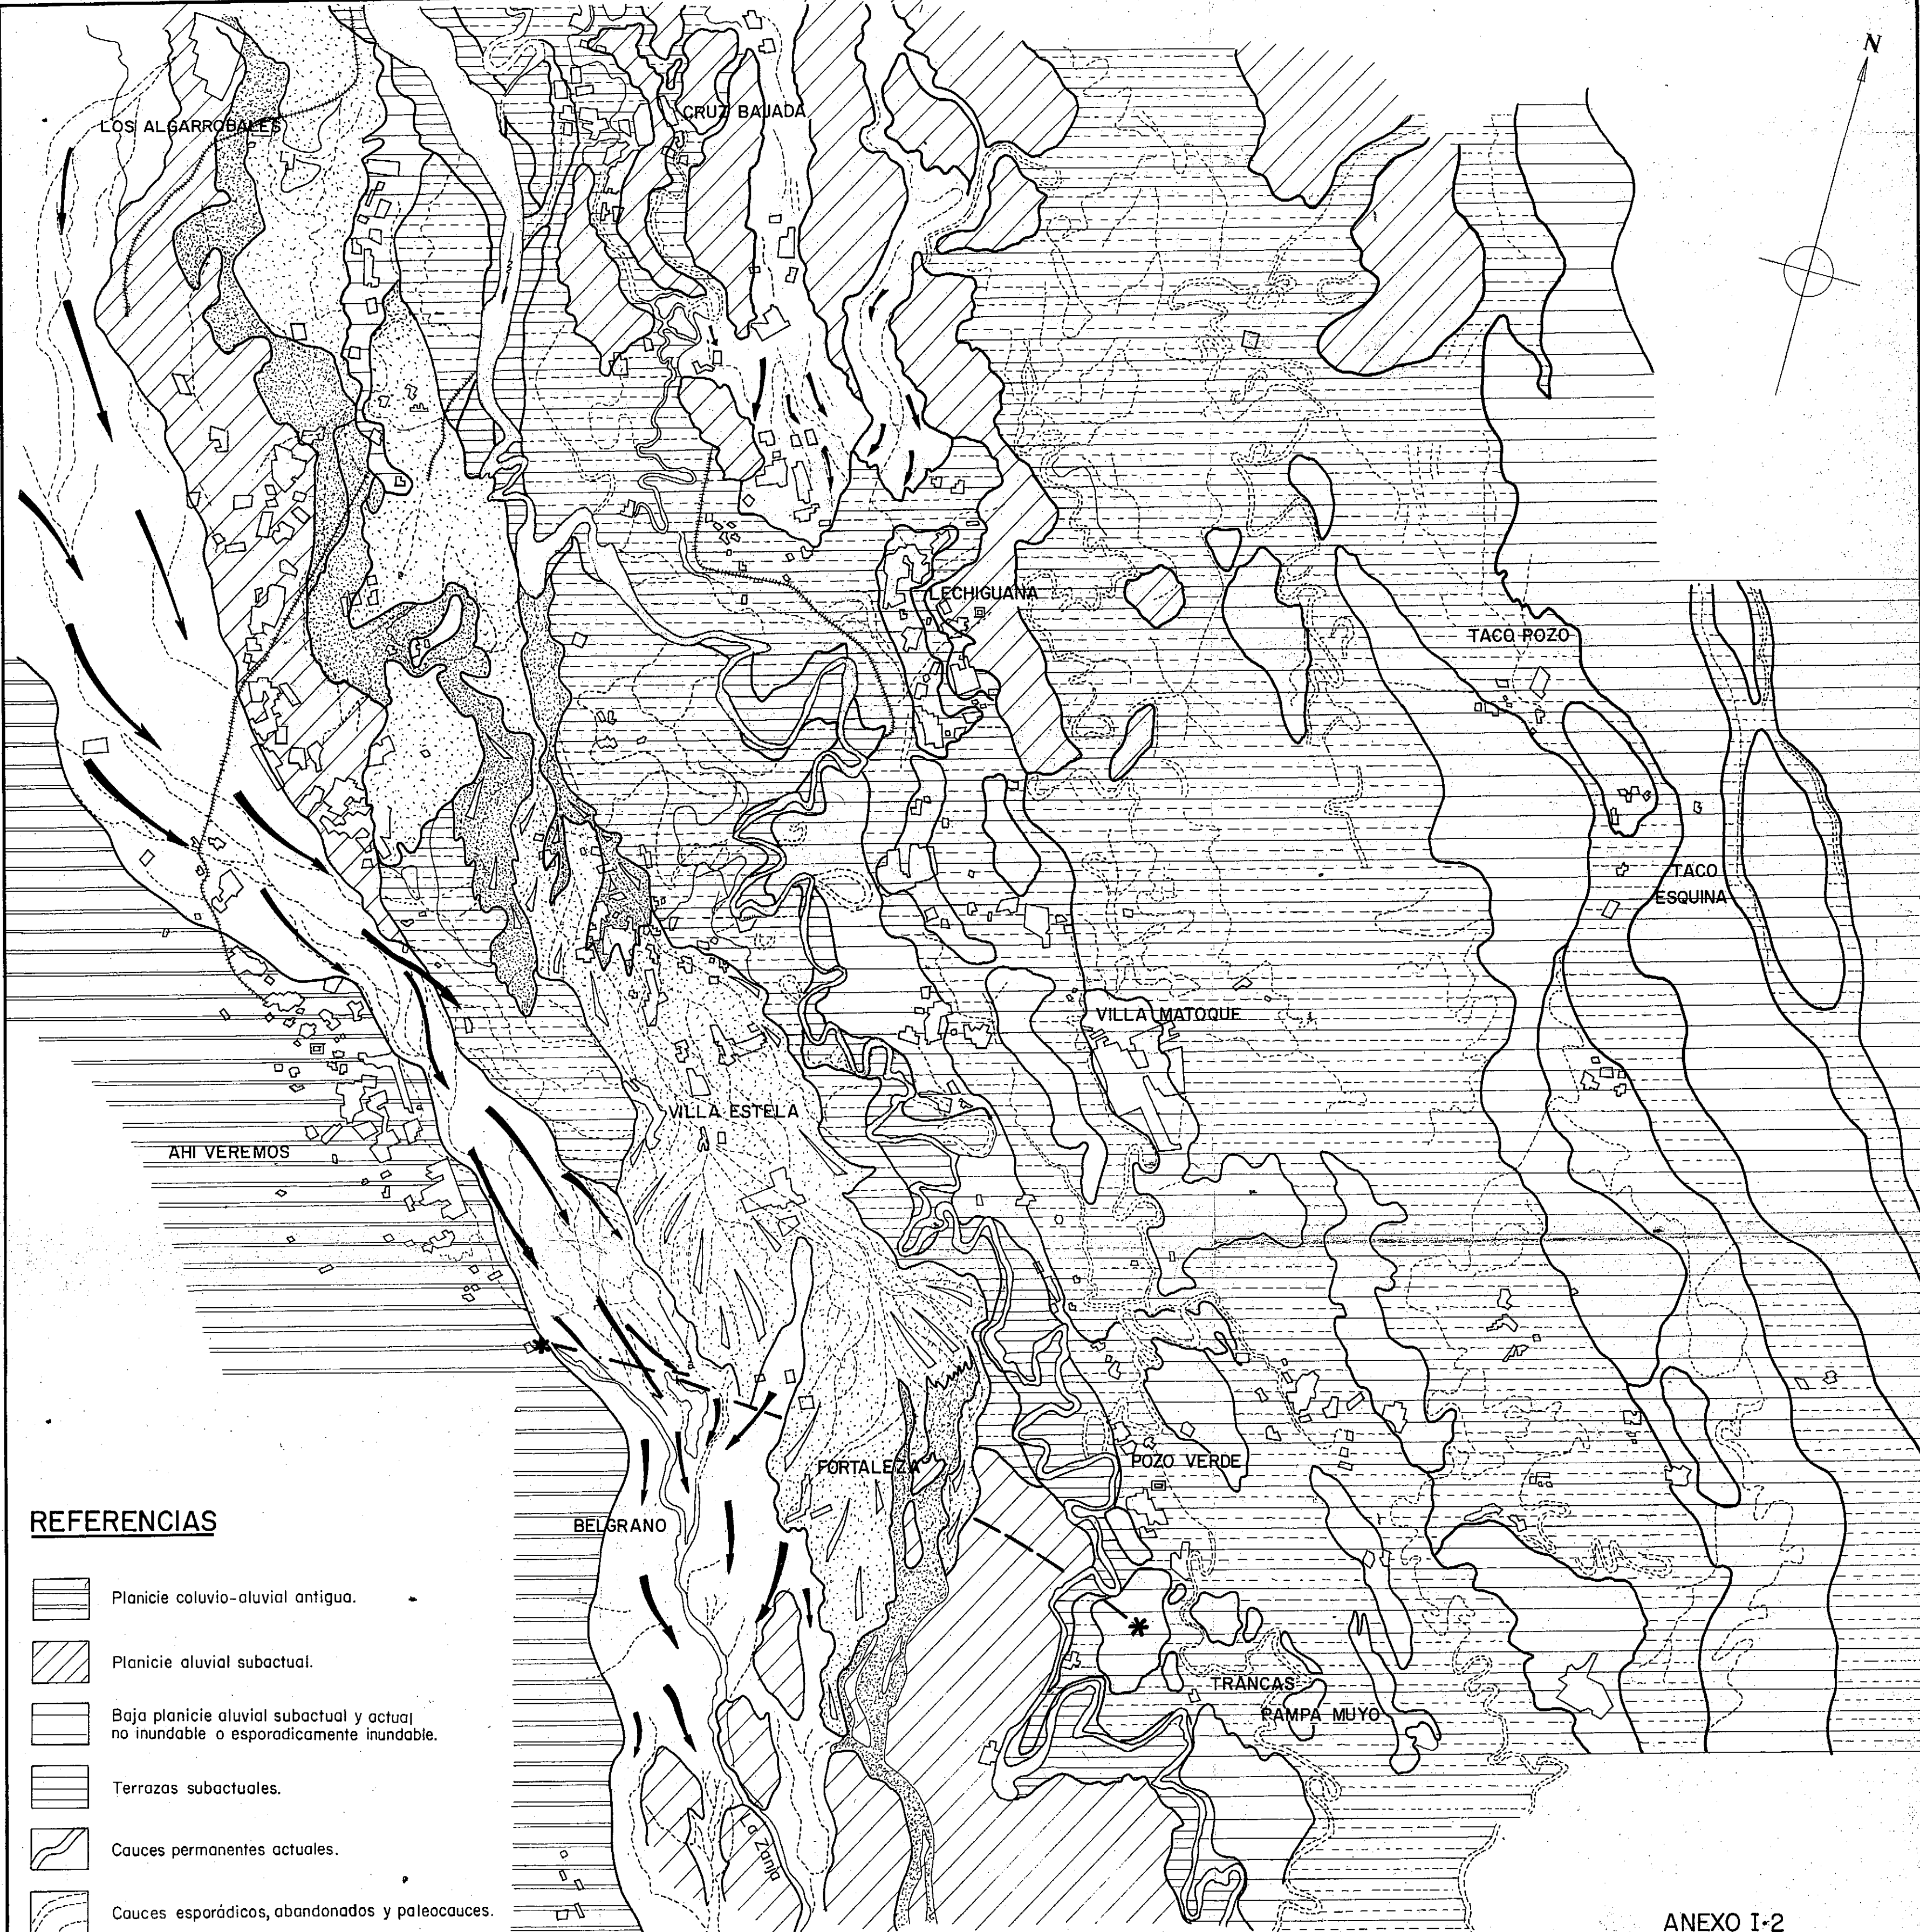 N
LOS ALGARROBALES
CRUZ BAJADA
LECHIGUANA
TACO POZO
TACO
ESQUINA
VILLA MATOQUE
VILLA ESTELA
AHI VEREMOS
FORTALEZA
POZO VERDE
BELGRANO
TRANCAS
PAMPA MUYO
La Zanja
REFERENCIAS
Planicie coluvio-aluvial antigua.
Planicie aluvial subactual.
Baja planicie aluvial subactual y actual
no inundable o esporadicamente inundable.
Terrazas subactuales.
Cauces permanentes actuales.
Cauces esporádicos, abandonados y paleocauces.
ANEXO I-2